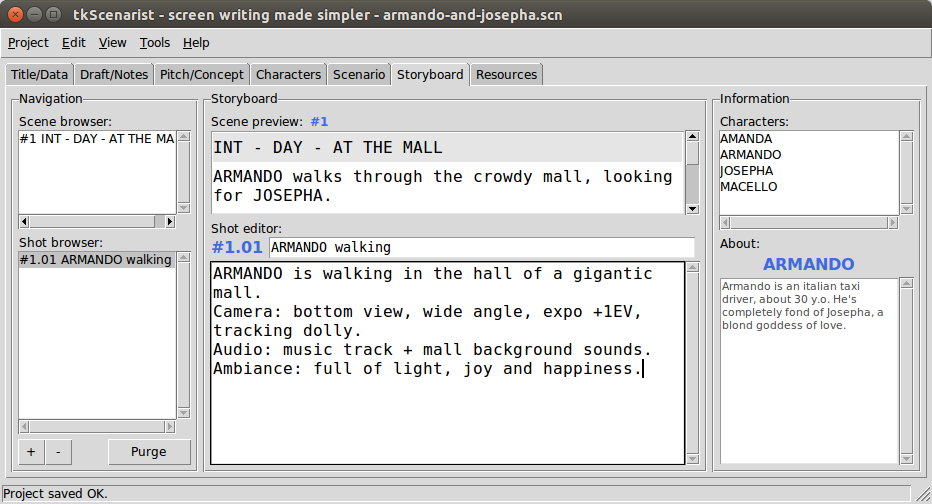 tkScenarist - screen writing made simpler - armando-and-josepha.scn
Project Edit View Tools Help
Title/Data Draft/Notes Pitch/Concept Characters Scenario Storyboard Resources
Navigation
Scene browser:
#1 INT - DAY - AT THE MA
Shot browser:
#1.01 ARMANDO walking
+ - Purge
Storyboard
Scene preview: #1
INT - DAY - AT THE MALL
ARMANDO walks through the crowdy mall, looking
for JOSEPHA.
Shot editor:
#1.01 ARMANDO walking
ARMANDO is walking in the hall of a gigantic
mall.
Camera: bottom view, wide angle, expo +1EV,
tracking dolly.
Audio: music track + mall background sounds.
Ambiance: full of light, joy and happiness.
Information
Characters:
AMANDA
ARMANDO
JOSEPHA
MACELLO
About:
ARMANDO
Armando is an italian taxi
driver, about 30 y.o. He's
completely fond of Josepha, a
blond goddess of love.
Project saved OK.